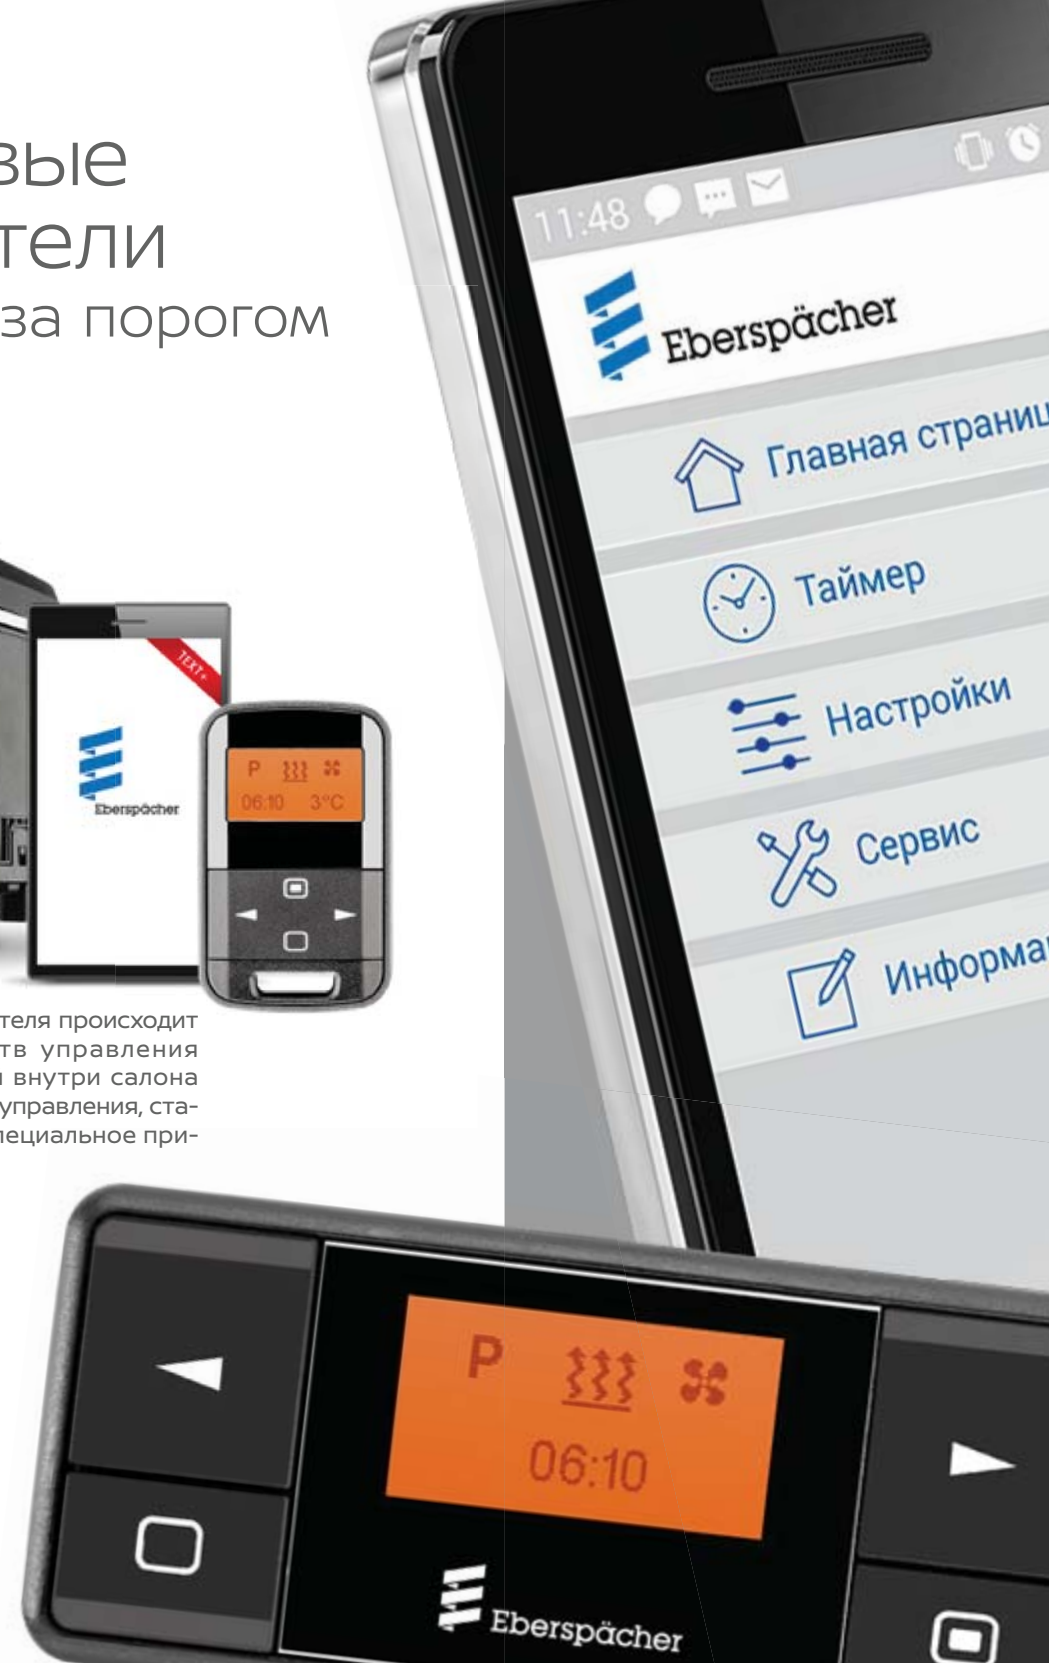 вые
тели
за порогом
11:48
Eberspächer
Главная страниц
Таймер
Настройки
Сервис
Информа
TEXT+
Eberspächer
P
06:10 3°C
теля происходит
тв управления
и внутри салона
управления, ста-
пециальное при-
P
06:10
Eberspächer